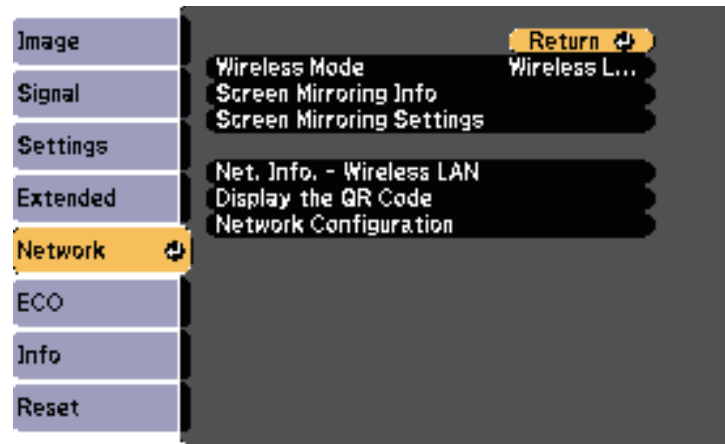 Image
Signal
Settings
Extended
Network
ECO
Info
Reset
Return
Wireless Mode Wireless L...
Screen Mirroring Info
Screen Mirroring Settings
Net. Info. - Wireless LAN
Display the QR Code
Network Configuration